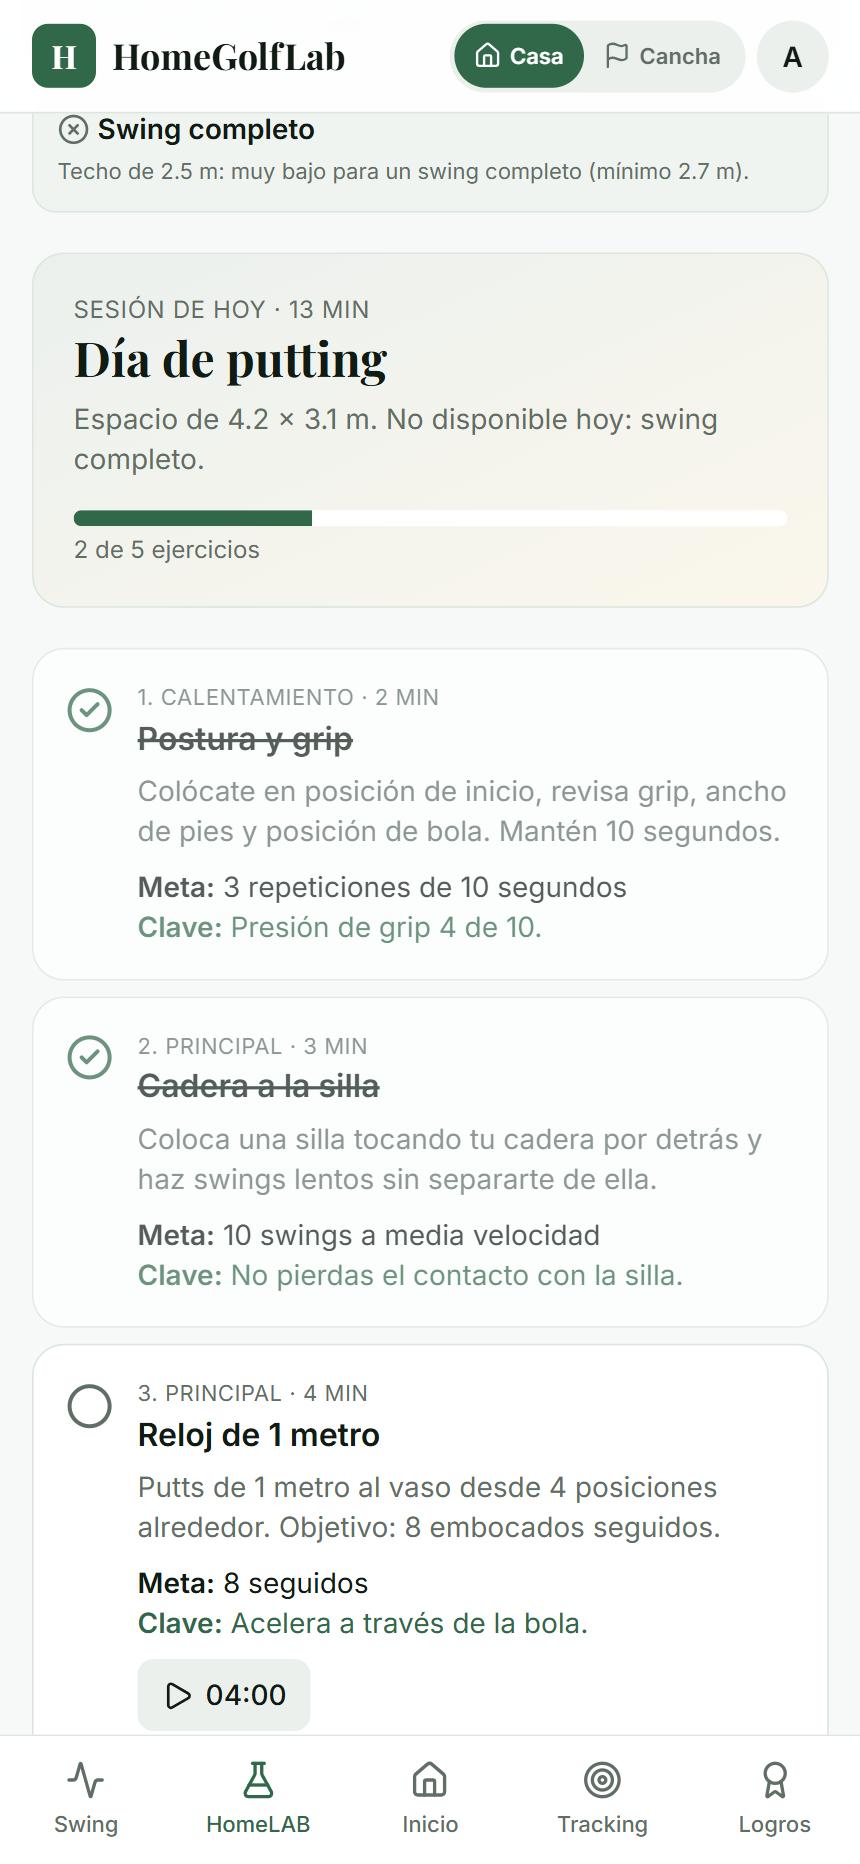 H HomeGolfLab Casa Cancha A
Swing completo
Techo de 2.5 m: muy bajo para un swing completo (mínimo 2.7 m).
SESIÓN DE HOY · 13 MIN
Día de putting
Espacio de 4.2 × 3.1 m. No disponible hoy: swing
completo.
2 de 5 ejercicios
1. CALENTAMIENTO · 2 MIN
Postura y grip
Colócate en posición de inicio, revisa grip, ancho
de pies y posición de bola. Mantén 10 segundos.
Meta: 3 repeticiones de 10 segundos
Clave: Presión de grip 4 de 10.
2. PRINCIPAL · 3 MIN
Cadera a la silla
Coloca una silla tocando tu cadera por detrás y
haz swings lentos sin separarte de ella.
Meta: 10 swings a media velocidad
Clave: No pierdas el contacto con la silla.
3. PRINCIPAL · 4 MIN
Reloj de 1 metro
Putts de 1 metro al vaso desde 4 posiciones
alrededor. Objetivo: 8 embocados seguidos.
Meta: 8 seguidos
Clave: Acelera a través de la bola.
04:00
Swing HomeLAB Inicio Tracking Logros